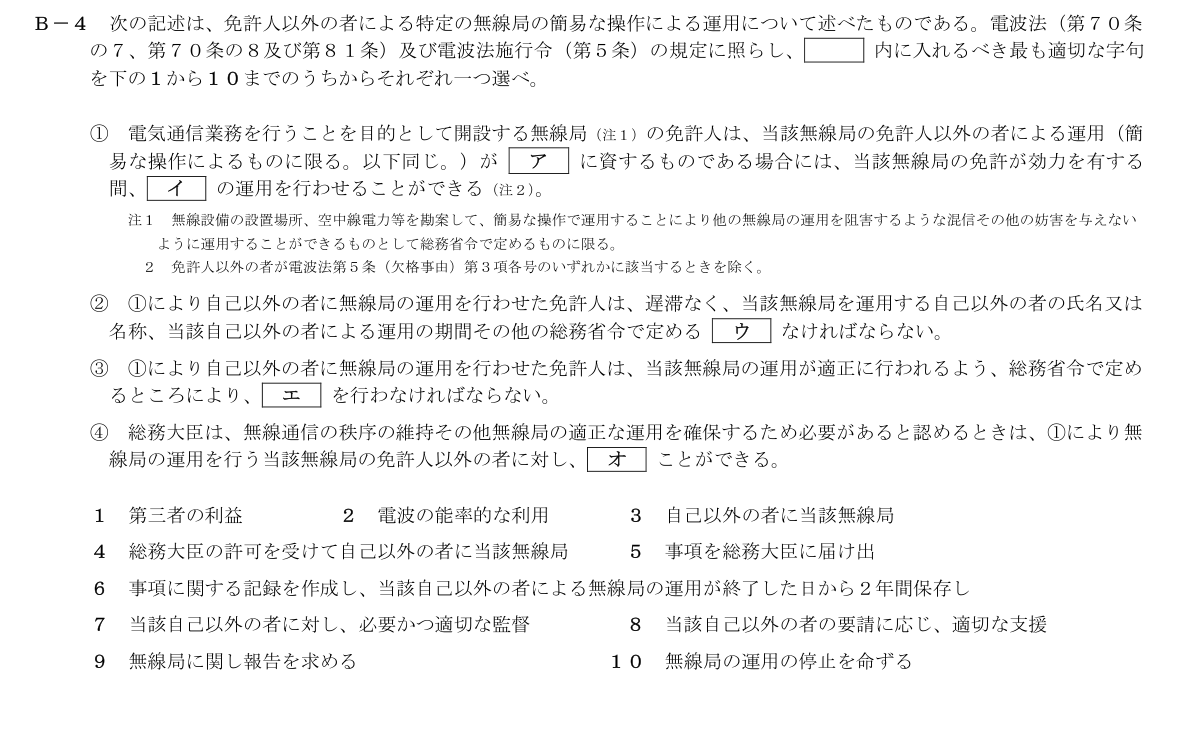 Ｂ－４　次の記述は、免許人以外の者による特定の無線局の簡易な操作による運用について述べたものである。電波法（第７０条
の７、第７０条の８及び第８１条）及び電波法施行令（第５条）の規定に照らし、　　　内に入れるべき最も適切な字句
を下の１から１０までのうちからそれぞれ一つ選べ。
①　電気通信業務を行うことを目的として開設する無線局（注１）の免許人は、当該無線局の免許人以外の者による運用（簡
易な操作によるものに限る。以下同じ。）が　ア　に資するものである場合には、当該無線局の免許が効力を有する
間、　イ　の運用を行わせることができる（注２）。
注１　無線設備の設置場所、空中線電力等を勘案して、簡易な操作で運用することにより他の無線局の運用を阻害するような混信その他の妨害を与えない
ように運用することができるものとして総務省令で定めるものに限る。
２　免許人以外の者が電波法第５条（欠格事由）第３項各号のいずれかに該当するときを除く。
②　①により自己以外の者に無線局の運用を行わせた免許人は、遅滞なく、当該無線局を運用する自己以外の者の氏名又は
名称、当該自己以外の者による運用の期間その他の総務省令で定める　ウ　なければならない。
③　①により自己以外の者に無線局の運用を行わせた免許人は、当該無線局の運用が適正に行われるよう、総務省令で定め
るところにより、　エ　を行わなければならない。
④　総務大臣は、無線通信の秩序の維持その他無線局の適正な運用を確保するため必要があると認めるときは、①により無
線局の運用を行う当該無線局の免許人以外の者に対し、　オ　ことができる。
１　第三者の利益　２　電波の能率的な利用　３　自己以外の者に当該無線局
４　総務大臣の許可を受けて自己以外の者に当該無線局　５　事項を総務大臣に届け出
６　事項に関する記録を作成し、当該自己以外の者による無線局の運用が終了した日から２年間保存し
７　当該自己以外の者に対し、必要かつ適切な監督　８　当該自己以外の者の要請に応じ、適切な支援
９　無線局に関し報告を求める　１０　無線局の運用の停止を命ずる